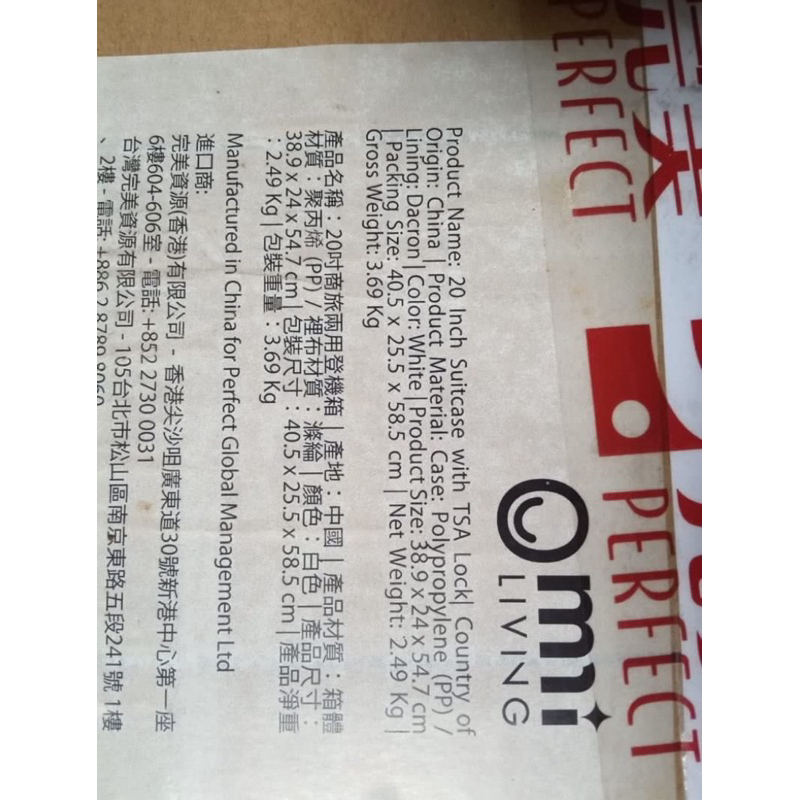 PERFECT
PERFECT
Omni
LIVING
Product Name: 20 Inch Suitcase with TSA Lock| Country of
Origin: China | Product Material: Case: Polypropylene (PP) /
Lining: Dacron | Color: White | Product Size: 38.9 x 24 x 54.7 cm
| Packing Size: 40.5 x 25.5 x 58.5 cm | Net Weight: 2.49 Kg |
Gross Weight: 3.69 Kg
產品名稱：20吋商旅兩用登機箱 | 產地：中國 | 產品材質：箱體
材質：聚丙烯 (PP) / 裡布材質：滌綸 | 顏色：白色 | 產品尺寸：
38.9 x 24 x 54.7 cm | 包裝尺寸：40.5 x 25.5 x 58.5 cm | 產品淨重
：2.49 Kg | 包裝重量：3.69 Kg
Manufactured in China for Perfect Global Management Ltd
進口商:
完美資源(香港)有限公司 - 香港尖沙咀廣東道30號新港中心第一座
6樓604-606室 - 電話: +852 2730 0031
台灣完美資源有限公司 - 105台北市松山區南京東路五段241號 1樓
、2樓 - 電話: +886 2 8789 8060